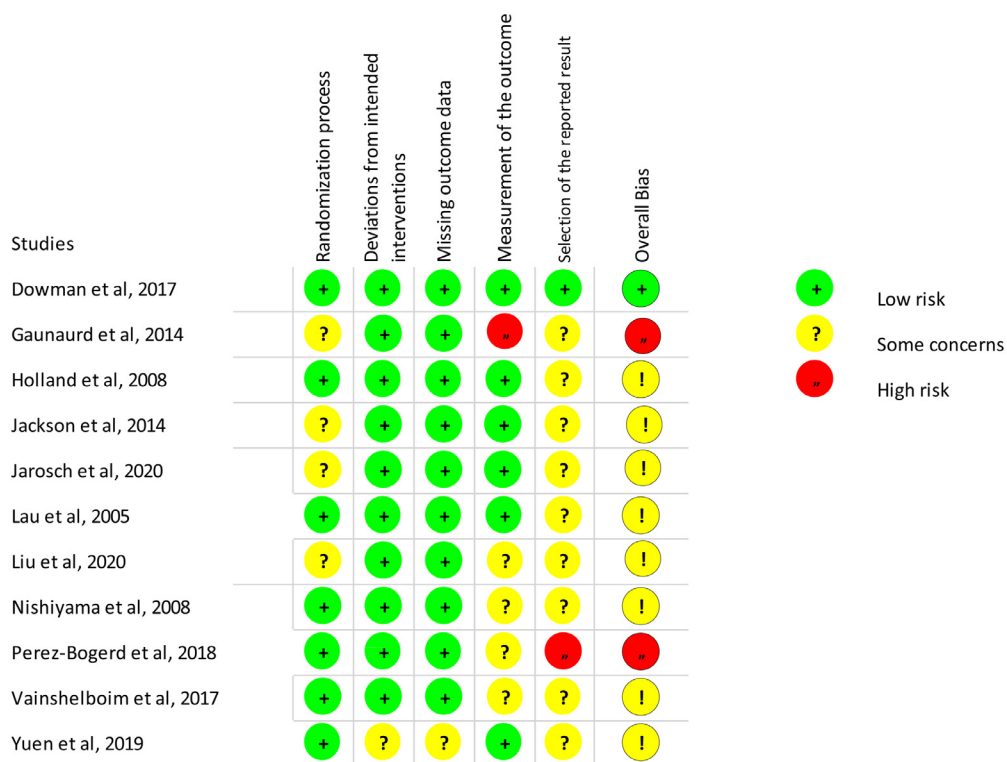 Randomization process
Deviations from intended
interventions
Missing outcome data
Measurement of the outcome
Selection of the reported result
Overall Bias
Studies
Dowman et al, 2017 + + + + + +
Gaunaurd et al, 2014 ? + + „ ? „
Holland et al, 2008 + + + + ? !
Jackson et al, 2014 ? + + + ? !
Jarosch et al, 2020 ? + + + ? !
Lau et al, 2005 + + + + ? !
Liu et al, 2020 ? + + ? ? !
Nishiyama et al, 2008 + + + ? ? !
Perez-Bogerd et al, 2018 + + + ? „ „
Vainshelboim et al, 2017 + + + ? ? !
Yuen et al, 2019 + ? ? + ? !
+ Low risk
? Some concerns
„ High risk